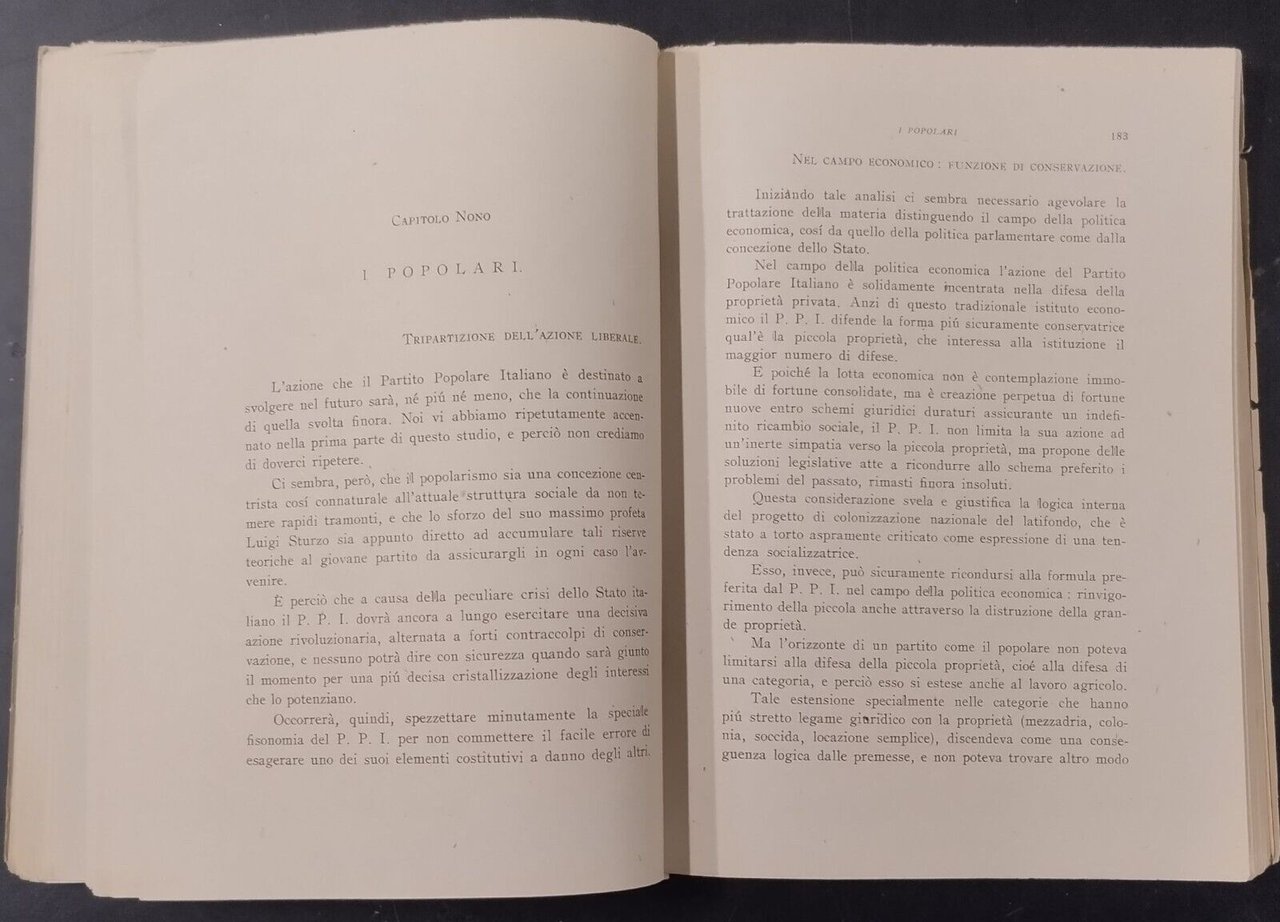 CAPITOLO NONO
I POPOLARI.
TRIPARTIZIONE DELL'AZIONE LIBERALE.
L'azione che il Partito Popolare Italiano è destinato a
svolgere nel futuro sarà, né piú né meno, che la continuazione
di quella svolta finora. Noi vi abbiamo ripetutamente accen-
nato nella prima parte di questo studio, e perciò non crediamo
di doverci ripetere.
Ci sembra, però, che il popolarismo sia una concezione cen-
trista cosí connaturale all'attuale struttura sociale da non te-
mere rapidi tramonti, e che lo sforzo del suo massimo profeta
Luigi Sturzo sia appunto diretto ad accumulare tali riserve
teoriche al giovane partito da assicurargli in ogni caso l'av-
venire.
È perciò che a causa della peculiare crisi dello Stato ita-
liano il P. P. I. dovrà ancora a lungo esercitare una decisiva
azione rivoluzionaria, alternata a forti contraccolpi di conser-
vazione, e nessuno potrà dire con sicurezza quando sarà giunto
il momento per una piú decisa cristallizzazione degli interessi
che lo potenziano.
Occorrerà, quindi, spezzettare minutamente la speciale
fisonomia del P. P. I. per non commettere il facile errore di
esagerare uno dei suoi elementi costitutivi a danno degli altri.
I POPOLARI 183
NEL CAMPO ECONOMICO : FUNZIONE DI CONSERVAZIONE.
Iniziando tale analisi ci sembra necessario agevolare la
trattazione della materia distinguendo il campo della politica
economica, cosí da quello della politica parlamentare come dalla
concezione dello Stato.
Nel campo della politica economica l'azione del Partito
Popolare Italiano è solidamente incentrata nella difesa della
proprietà privata. Anzi di questo tradizionale istituto econo-
mico il P. P. I. difende la forma piú sicuramente conservatrice
qual'è la piccola proprietà, che interessa alla istituzione il
maggior numero di difese.
E poiché la lotta economica non è contemplazione immo-
bile di fortune consolidate, ma è creazione perpetua di fortune
nuove entro schemi giuridici duraturi assicurante un indefi-
nito ricambio sociale, il P. P. I. non limita la sua azione ad
un'inerte simpatia verso la piccola proprietà, ma propone delle
soluzioni legislative atte a ricondurre allo schema preferito i
problemi del passato, rimasti finora insoluti.
Questa considerazione svela e giustifica la logica interna
del progetto di colonizzazione nazionale del latifondo, che è
stato a torto aspramente criticato come espressione di una ten-
denza socializzatrice.
Esso, invece, può sicuramente ricondursi alla formula pre-
ferita dal P. P. I. nel campo della politica economica : rinvigo-
rimento della piccola anche attraverso la distruzione della gran-
de proprietà.
Ma l'orizzonte di un partito come il popolare non poteva
limitarsi alla difesa della piccola proprietà, cioé alla difesa di
una categoria, e perciò esso si estese anche al lavoro agricolo.
Tale estensione specialmente nelle categorie che hanno
piú stretto legame giuridico con la proprietà (mezzadria, colo-
nia, soccida, locazione semplice), discendeva come una conse-
guenza logica dalle premesse, e non poteva trovare altro modo